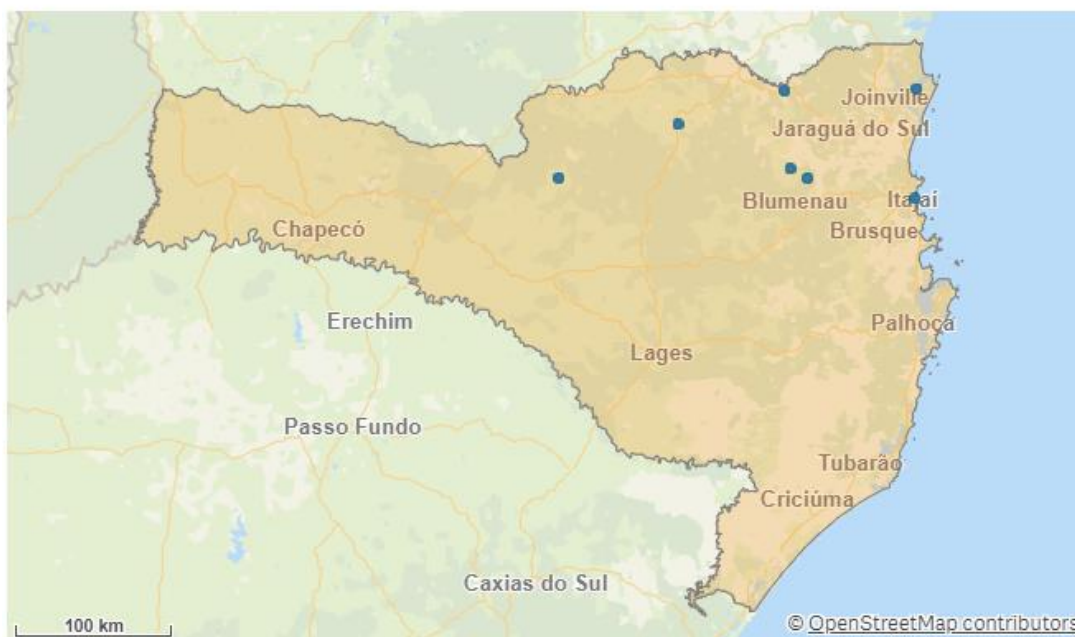 Joinville
Jaraguá do Sul
Blumenau
Itajaí
Brusque
Chapecó
Erechim
Palhoça
Lages
Passo Fundo
Tubarão
Criciúma
Caxias do Sul
100 km
© OpenStreetMap contributors